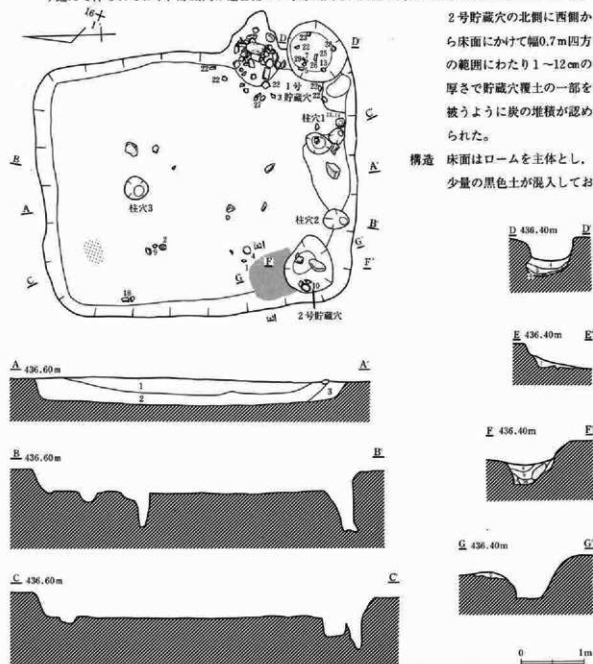 2号貯蔵穴の北側に西側か
ら床面にかけて幅0.7m四方
の範囲にわたり1～12cmの
厚さで貯蔵穴覆土の一部を
被うように炭の堆積が認め
られた。
構造 床面はロームを主体とし、
少量の黒色土が混入してお
D D'
1号
3 貯蔵穴
柱穴1
C'
A'
B
柱穴3
A
柱穴2
B'
G'
F'
C
G
F
2号貯蔵穴
D 436.40m D'
E 436.40m E'
A 436.60m A'
1
2
3
F 436.40m F'
B 436.60m B'
G 436.40m G'
C 436.60m C'
0 1m